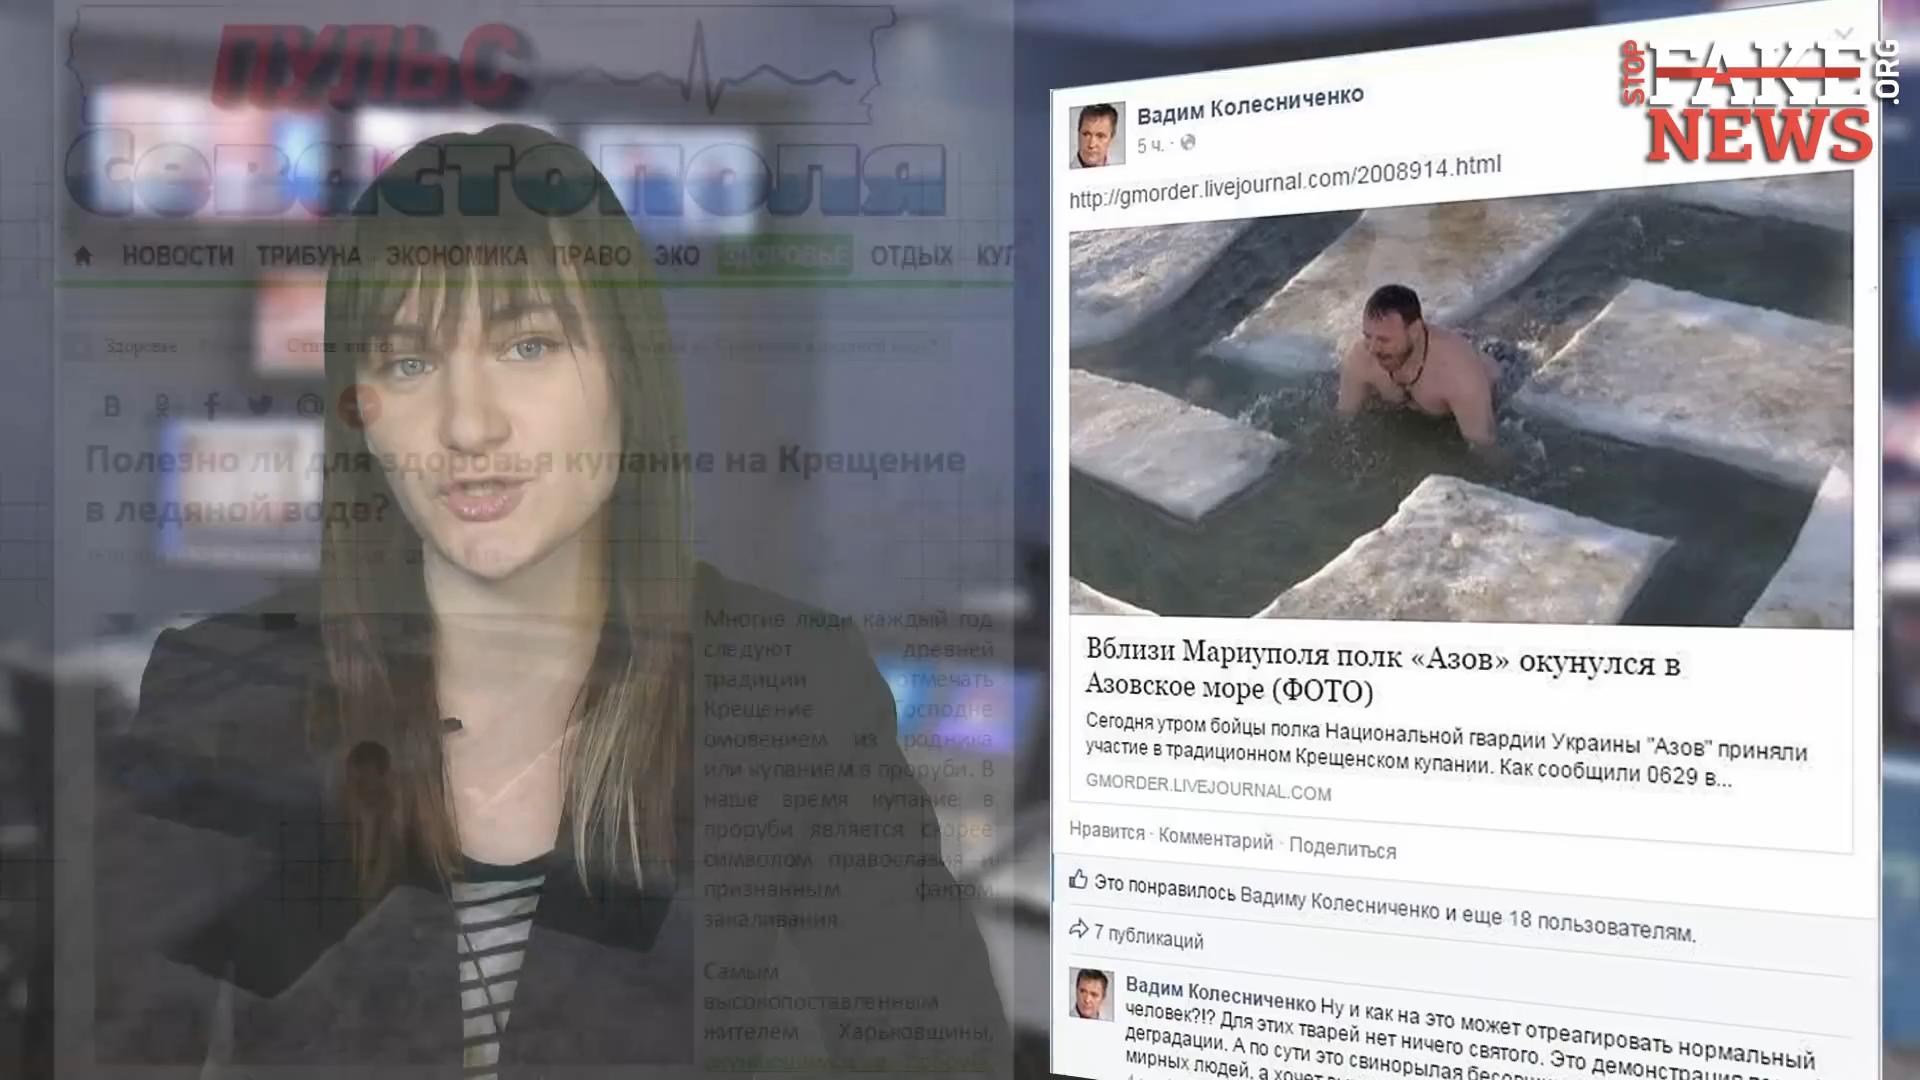 ПУЛЬС
Севастополя
НОВОСТИ ТРИБУНА ЭКОНОМИКА ПРАВО ЭКО ЗДОРОВЬЕ ОТДЫХ КУЛ
Здоровье
Полезно ли для здоровья купание на Крещение
в ледяной воде?
Многие люди каждый год
следуют древней
традиции отмечать
Крещение Господне
омовением из родника
или купанием в проруби. В
наше время купание в
проруби является скорее
символом православия и
признанным фактом
закаливания.
Самым
высокопоставленным
жителем Харьковщины,
STOP FAKE .ORG
NEWS
Вадим Колесниченко
5 ч. ·
http://gmorder.livejournal.com/2008914.html
Вблизи Мариуполя полк «Азов» окунулся в
Азовское море (ФОТО)
Сегодня утром бойцы полка Национальной гвардии Украины "Азов" приняли
участие в традиционном Крещенском купании. Как сообщили 0629 в...
GMORDER.LIVEJOURNAL.COM
Нравится · Комментарий · Поделиться
Это понравилось Вадиму Колесниченко и еще 18 пользователям.
7 публикаций
Вадим Колесниченко Ну и как на это может отреагировать нормальный
человек?!? Для этих тварей нет ничего святого. Это демонстрация
деградации. А по сути это свинорылая
мирных людей, а хочет